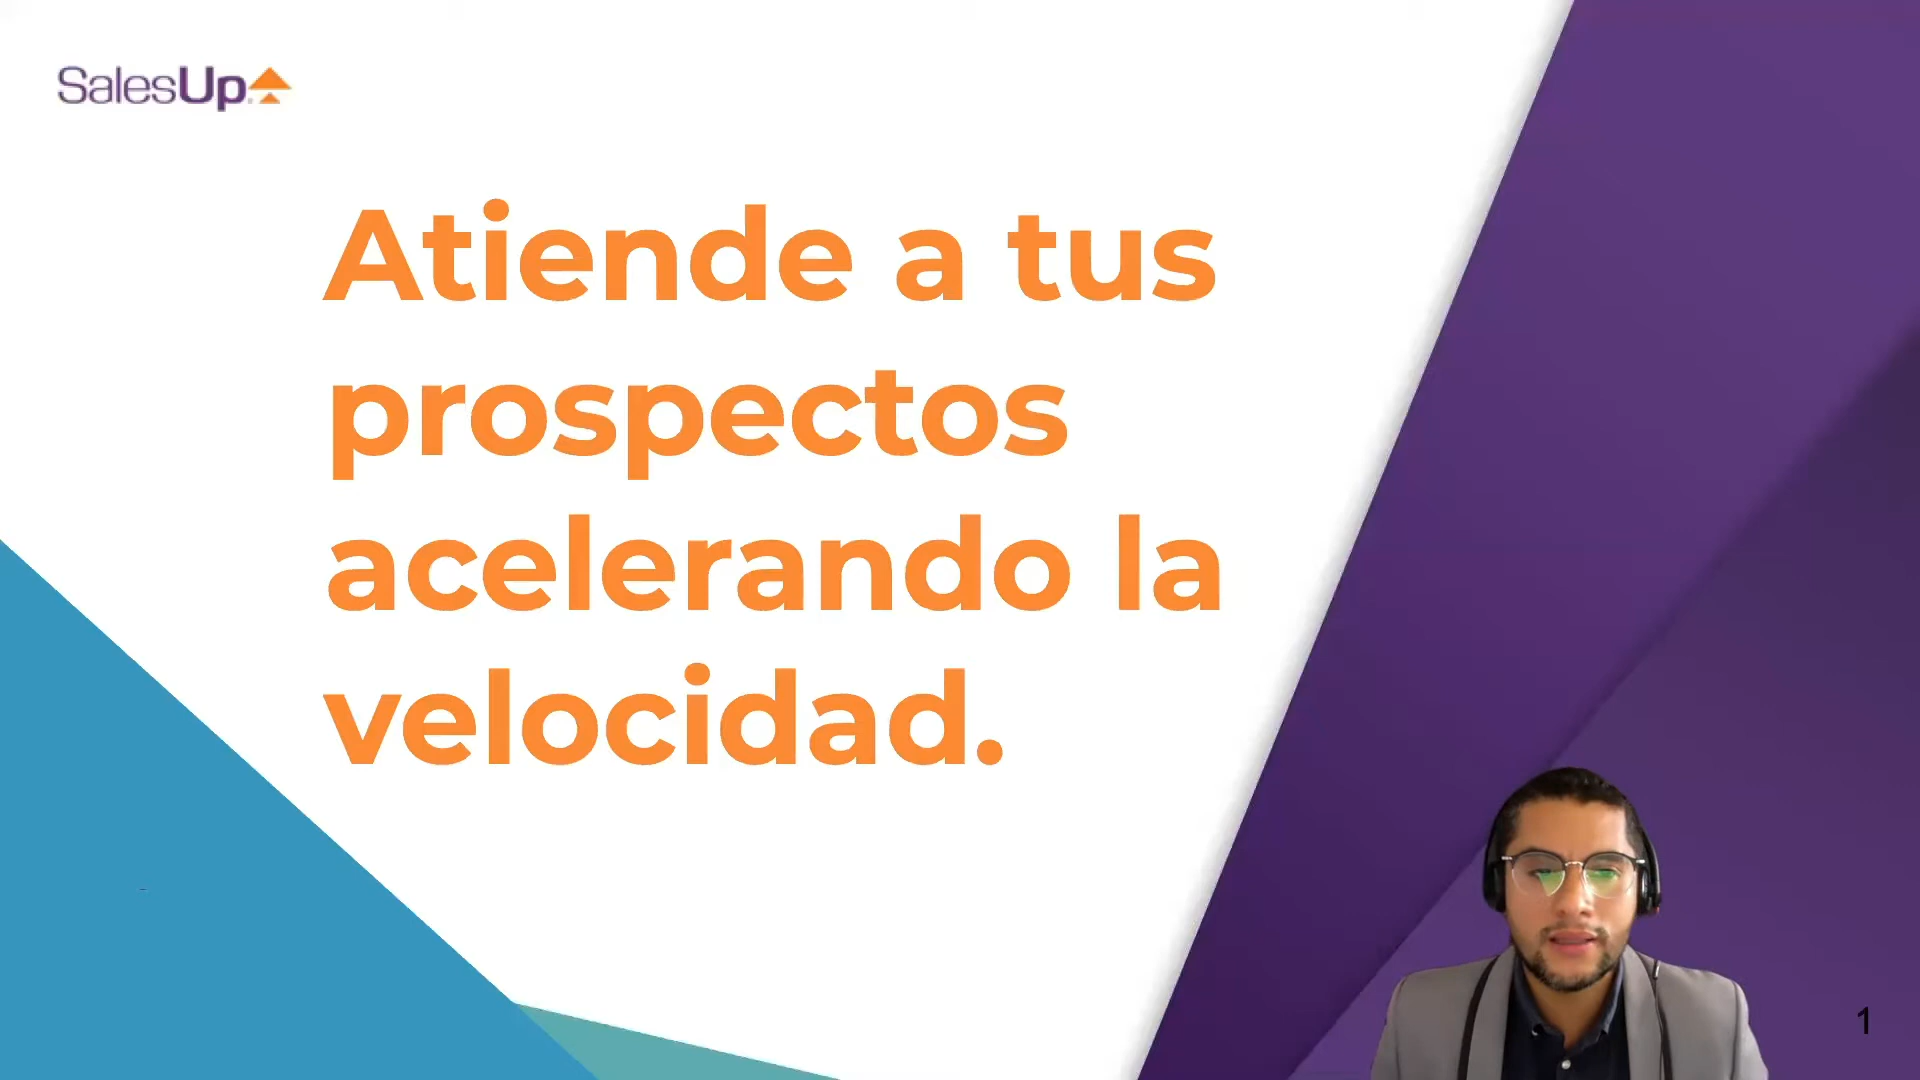 SalesUp
Atiende a tus
prospectos
acelerando la
velocidad.
1